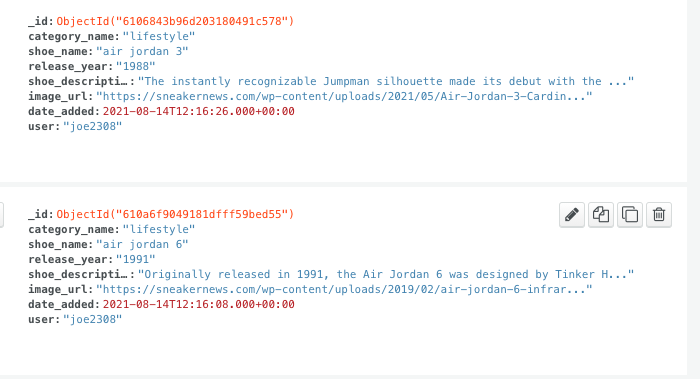 _id: ObjectId("6106843b96d203180491c578")
category_name: "lifestyle"
shoe_name: "air jordan 3"
release_year: "1988"
shoe_descripti…: "The instantly recognizable Jumpman silhouette made its debut with the ..."
image_url: "https://sneakernews.com/wp-content/uploads/2021/05/Air-Jordan-3-Cardin..."
date_added: 2021-08-14T12:16:26.000+00:00
user: "joe2308"
_id: ObjectId("610a6f9049181dfff59bed55")
category_name: "lifestyle"
shoe_name: "air jordan 6"
release_year: "1991"
shoe_descripti…: "Originally released in 1991, the Air Jordan 6 was designed by Tinker H..."
image_url: "https://sneakernews.com/wp-content/uploads/2019/02/air-jordan-6-infrar..."
date_added: 2021-08-14T12:16:08.000+00:00
user: "joe2308"